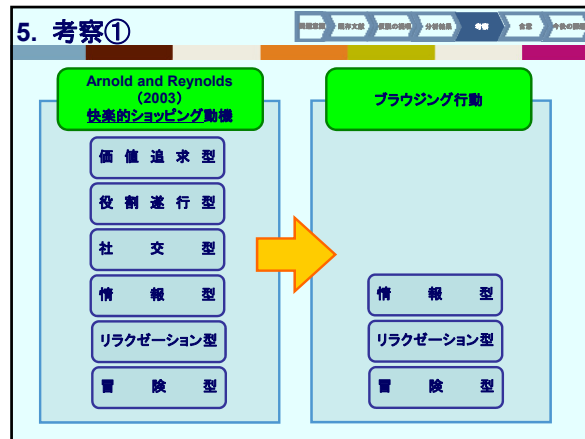 5. 考察①
考察
Arnold and Reynolds
（2003）
快楽的ショッピング動機
価値追求型
役割遂行型
社交型
情報型
リラクゼーション型
冒険型
ブラウジング行動
情報型
リラクゼーション型
冒険型